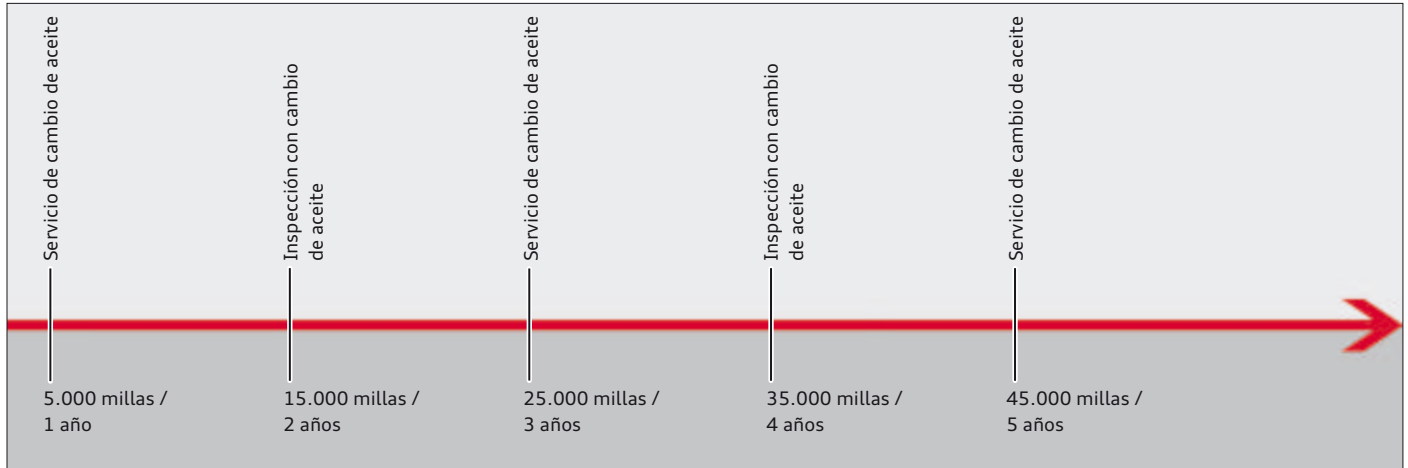 Servicio de cambio de aceite
Inspección con cambio
de aceite
Servicio de cambio de aceite
Inspección con cambio
de aceite
Servicio de cambio de aceite
5.000 millas /
1 año
15.000 millas /
2 años
25.000 millas /
3 años
35.000 millas /
4 años
45.000 millas /
5 años